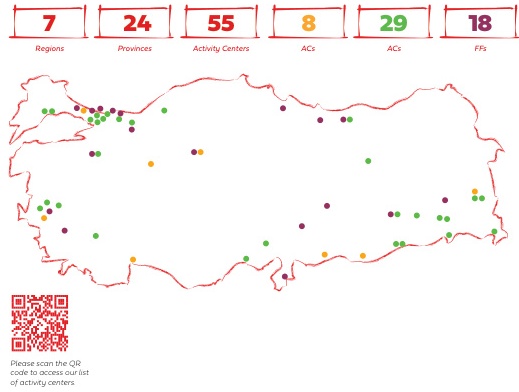 7 24 55 8 29 18
Regions Provinces Activity Centers ACs ACs FFs
Please scan the QR
code to access our list
of activity centers